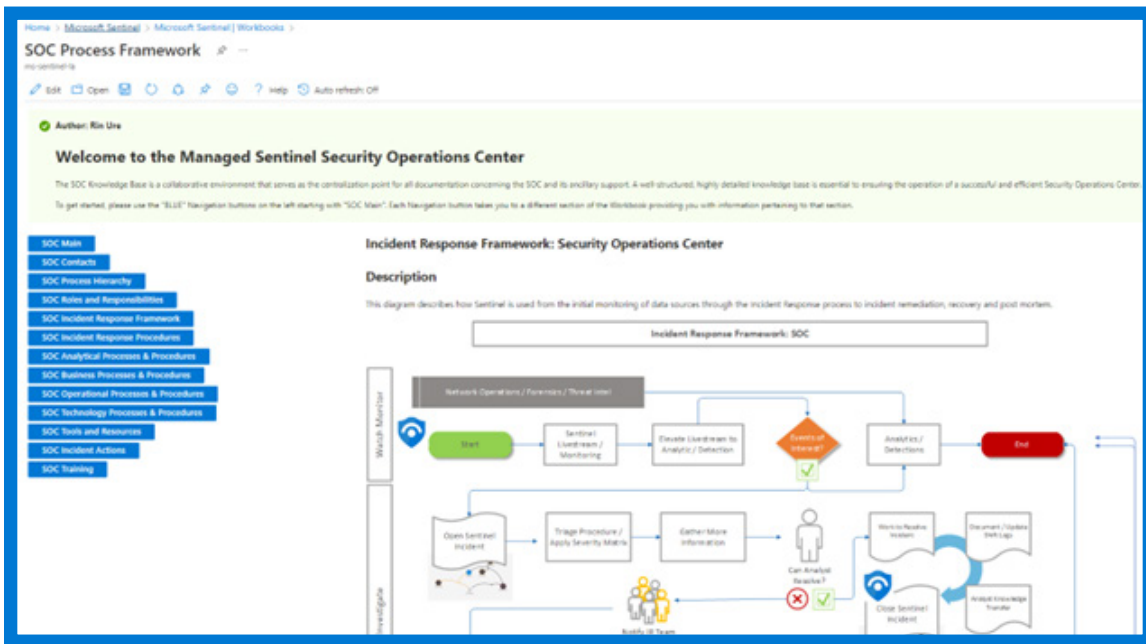 Home > Microsoft Sentinel > Microsoft Sentinel | Workbooks >
SOC Process Framework
ms-sentinel-la
Edit Open Help Auto refresh: Off
Author: Rin Ure
Welcome to the Managed Sentinel Security Operations Center
The SOC Knowledge Base is a collaborative environment that serves as the centralization point for all documentation concerning the SOC and its ancillary support. A well-structured, highly detailed knowledge base is essential to ensuring the operation of a successful and efficient Security Operations Center.
To get started, please use the "BLUE" Navigation buttons on the left starting with "SOC Main". Each Navigation button takes you to a different section of the Workbook providing you with information pertaining to that section.
SOC Main
SOC Contacts
SOC Process Hierarchy
SOC Roles and Responsibilities
SOC Incident Response Framework
SOC Incident Response Procedures
SOC Analytical Processes & Procedures
SOC Business Processes & Procedures
SOC Operational Processes & Procedures
SOC Technology Processes & Procedures
SOC Tools and Resources
SOC Incident Actions
SOC Training
Incident Response Framework: Security Operations Center
Description
This diagram describes how Sentinel is used from the initial monitoring of data sources through the Incident Response process to incident remediation, recovery and post mortem.
Incident Response Framework: SOC
Watch Monitor
Network Operations / Forensics / Threat Intel
Start
Sentinel
Livestream /
Monitoring
Elevate Livestream to
Analytic / Detection
Events of
Interest?
Analytics /
Detections
End
Investigate
Open Sentinel
Incident
Triage Procedure /
Apply Severity Matrix
Gather More
Information
Can Analyst
Resolve?
Work to Resolve
Incident
Document / Update
Shift Logs
Analyst Knowledge
Transfer
Close Sentinel
Incident
Notify IR Team